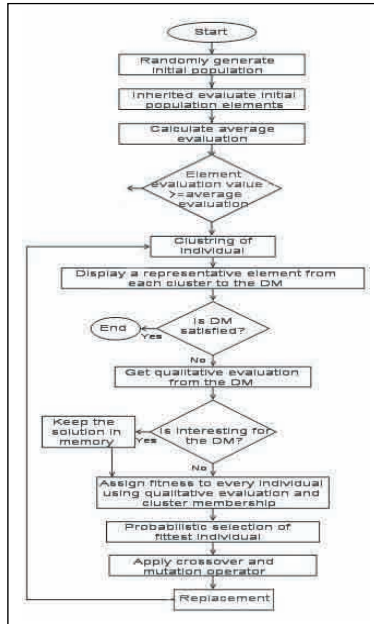 Start
Randomly generate
initial population
Inherited evaluate initial
population elements
Calculate average
evaluation
Element
evaluation value
>=average
evaluation
Clustring of
individual
Display a representative element from
each cluster to the DM
Is DM
satisfied?
End
Yes
No
Get qualitative evaluation
from the DM
Keep the
solution in
memory
Yes
Is interesting for
the DM?
No
Assign fitness to every individual
using qualitative evaluation and
cluster membership
Probabilistic selection of
fittest individual
Apply crossover and
mutation operator
Replacement